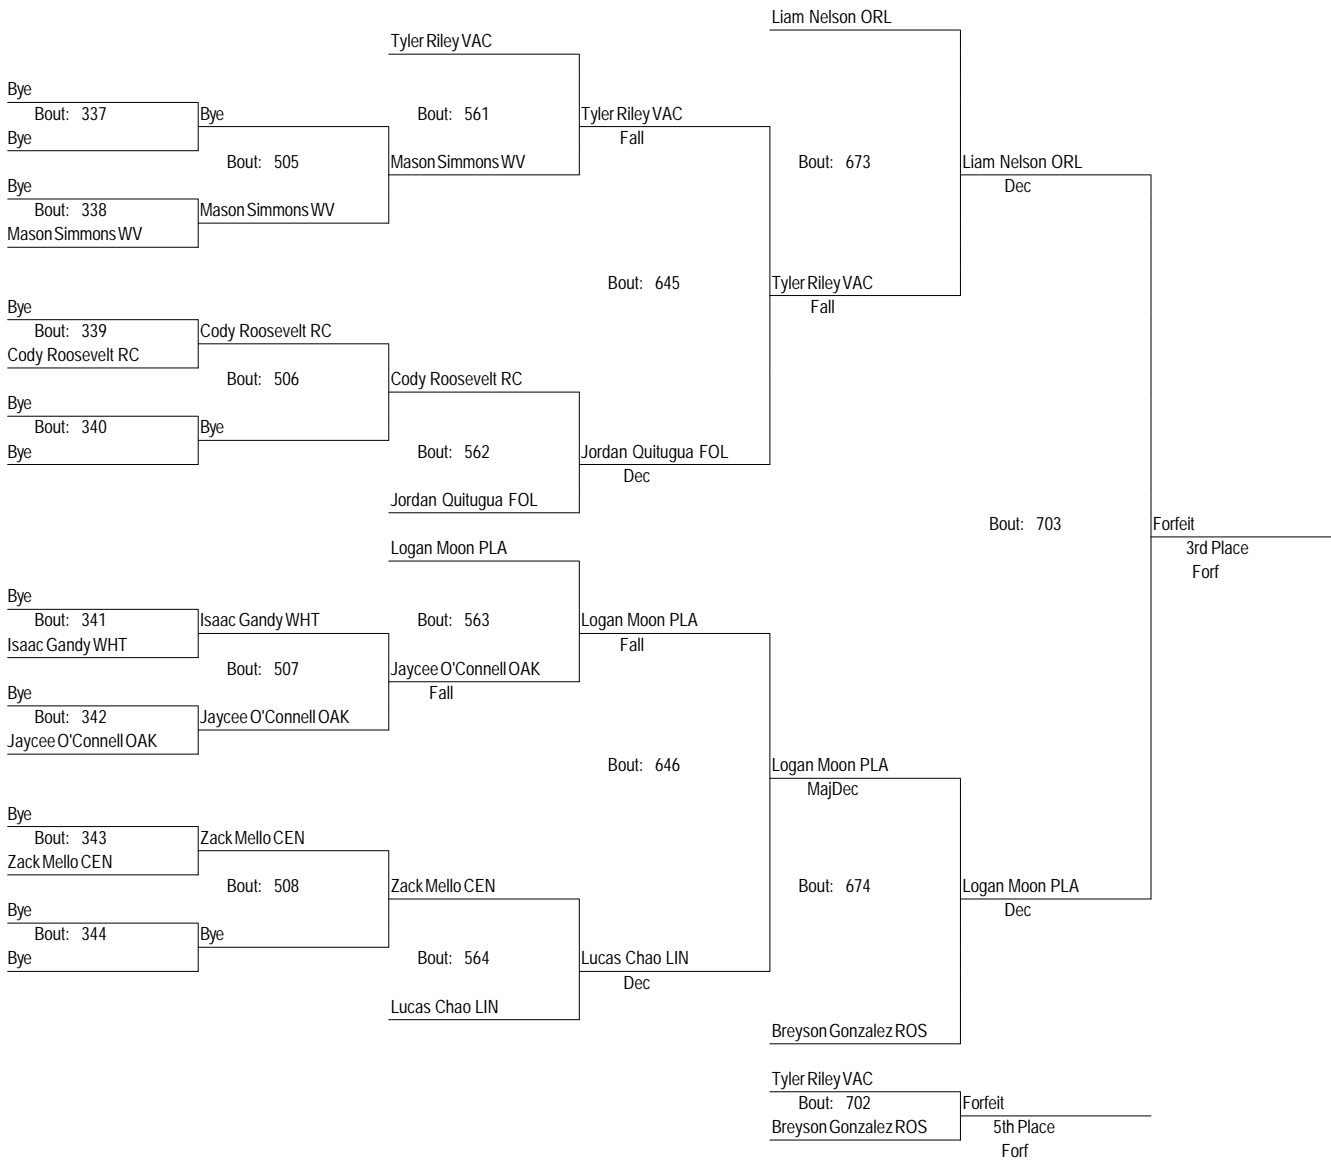 Liam Nelson ORL
Tyler Riley VAC
Bye
Bout: 337
Bye
Bout: 561
Tyler Riley VAC
Bye
Fall
Bout: 505
Mason Simmons WV
Bout: 673
Liam Nelson ORL
Bye
Dec
Bout: 338
Mason Simmons WV
Mason Simmons WV
Bout: 645
Tyler Riley VAC
Bye
Fall
Bout: 339
Cody Roosevelt RC
Cody Roosevelt RC
Bout: 506
Cody Roosevelt RC
Bye
Bout: 340
Bye
Bye
Bout: 562
Jordan Quitugua FOL
Dec
Jordan Quitugua FOL
Bout: 703
Forfeit
Logan Moon PLA
3rd Place
Forf
Bye
Bout: 341
Isaac Gandy WHT
Bout: 563
Logan Moon PLA
Isaac Gandy WHT
Fall
Bout: 507
Jaycee O'Connell OAK
Bye
Fall
Bout: 342
Jaycee O'Connell OAK
Jaycee O'Connell OAK
Bout: 646
Logan Moon PLA
MajDec
Bye
Bout: 343
Zack Mello CEN
Zack Mello CEN
Bout: 508
Zack Mello CEN
Bout: 674
Logan Moon PLA
Bye
Dec
Bout: 344
Bye
Bye
Bout: 564
Lucas Chao LIN
Dec
Lucas Chao LIN
Breyson Gonzalez ROS
Tyler Riley VAC
Bout: 702
Forfeit
Breyson Gonzalez ROS
5th Place
Forf